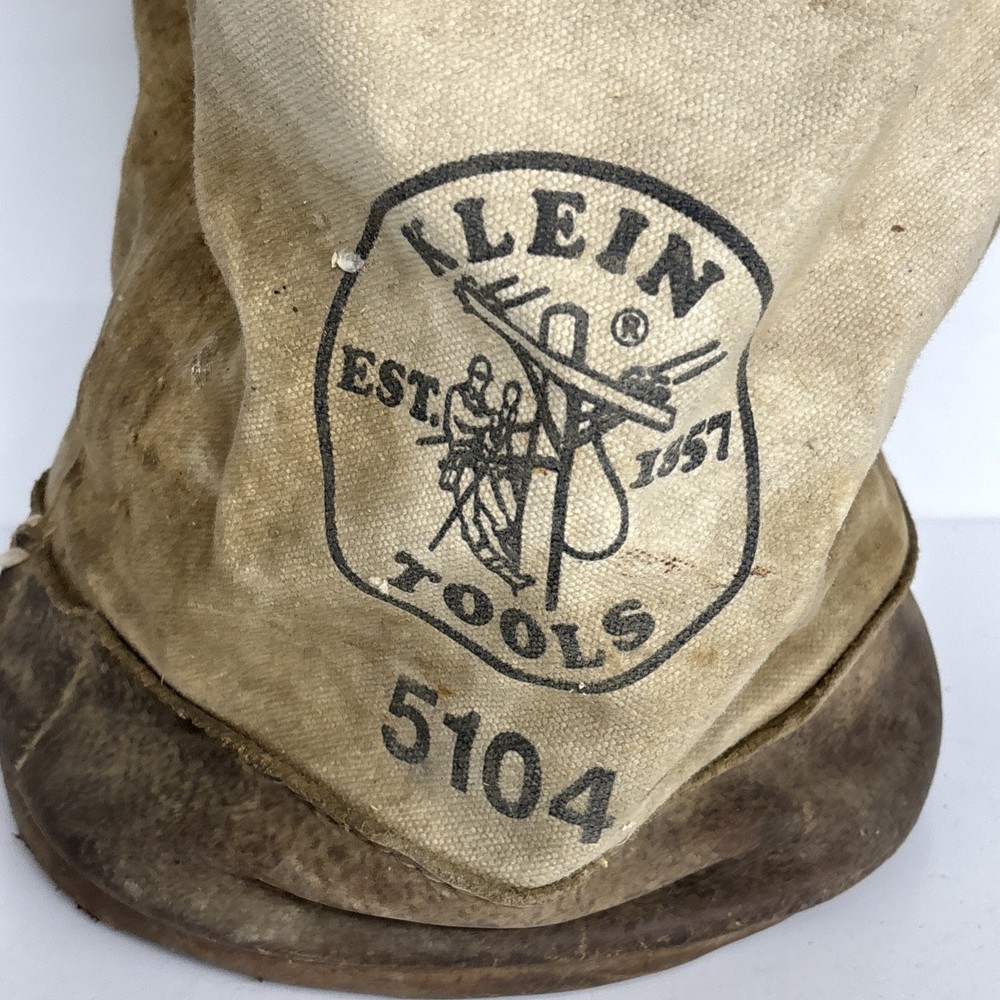 KLEIN
®
EST. 1857
TOOLS
5104